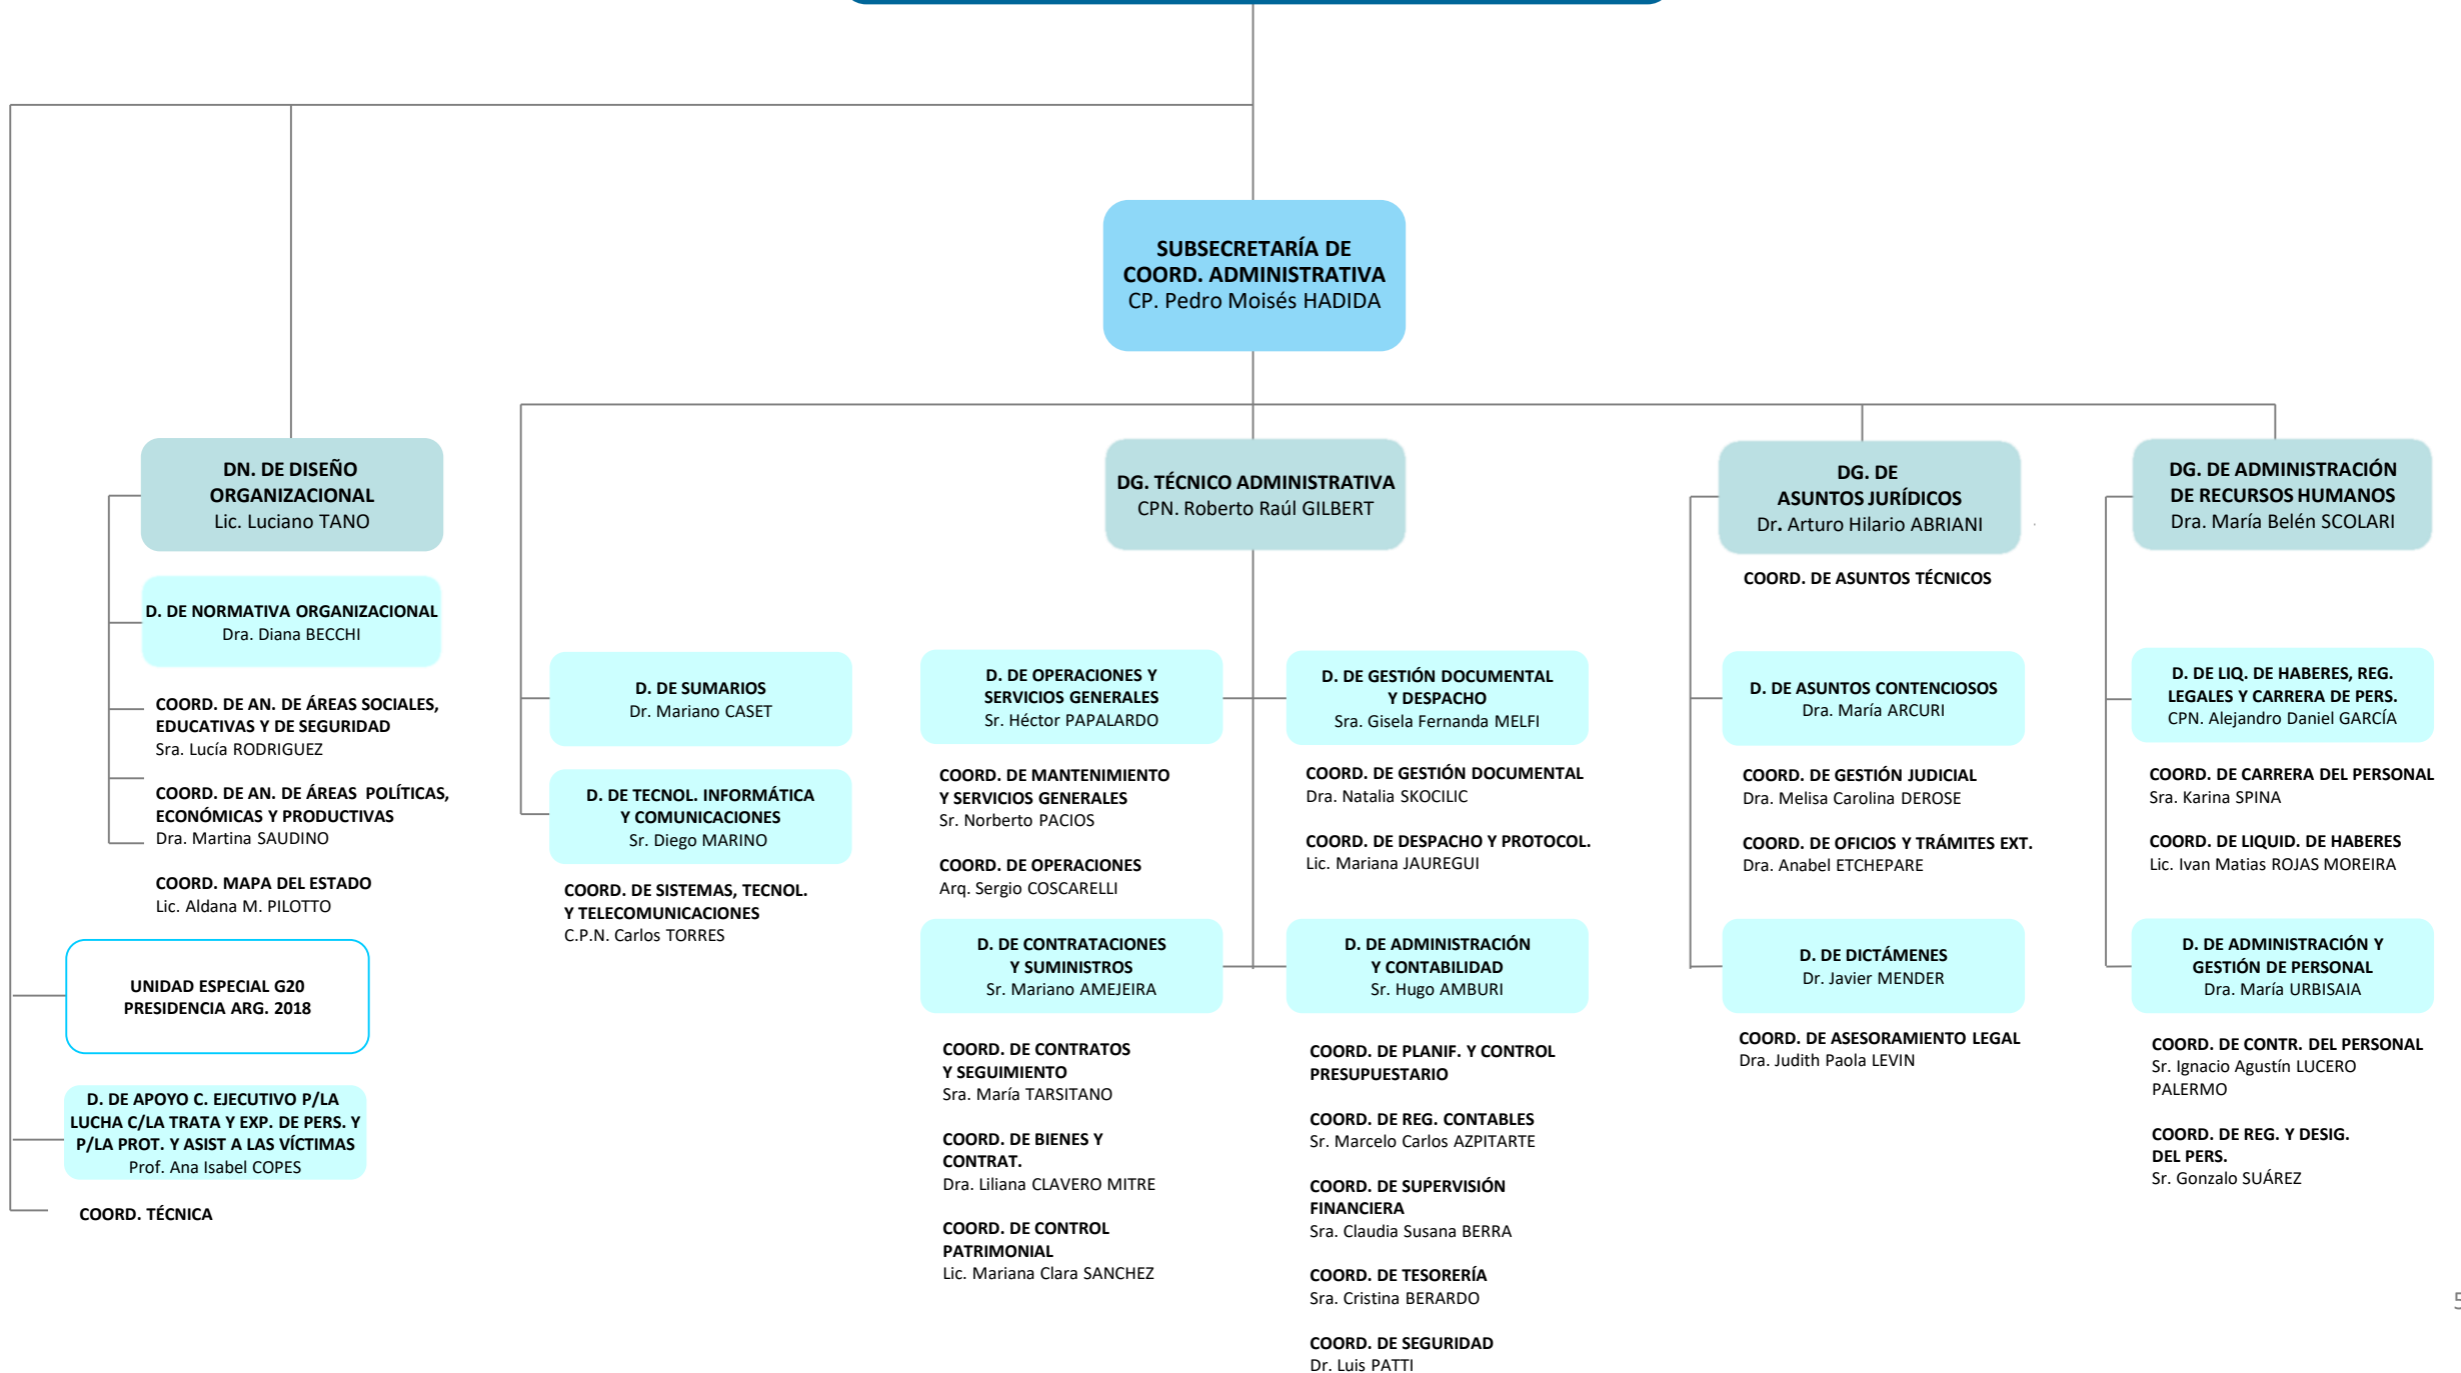 SUBSECRETARÍA DE
COORD. ADMINISTRATIVA
CP. Pedro Moisés HADIDA
DN. DE DISEÑO
ORGANIZACIONAL
Lic. Luciano TANO
D. DE NORMATIVA ORGANIZACIONAL
Dra. Diana BECCHI
COORD. DE AN. DE ÁREAS SOCIALES,
EDUCATIVAS Y DE SEGURIDAD
Sra. Lucía RODRIGUEZ
COORD. DE AN. DE ÁREAS POLÍTICAS,
ECONÓMICAS Y PRODUCTIVAS
Dra. Martina SAUDINO
COORD. MAPA DEL ESTADO
Lic. Aldana M. PILOTTO
UNIDAD ESPECIAL G20
PRESIDENCIA ARG. 2018
D. DE APOYO C. EJECUTIVO P/LA
LUCHA C/LA TRATA Y EXP. DE PERS. Y
P/LA PROT. Y ASIST A LAS VÍCTIMAS
Prof. Ana Isabel COPES
COORD. TÉCNICA
D. DE SUMARIOS
Dr. Mariano CASET
D. DE TECNOL. INFORMÁTICA
Y COMUNICACIONES
Sr. Diego MARINO
COORD. DE SISTEMAS, TECNOL.
Y TELECOMUNICACIONES
C.P.N. Carlos TORRES
DG. TÉCNICO ADMINISTRATIVA
CPN. Roberto Raúl GILBERT
D. DE OPERACIONES Y
SERVICIOS GENERALES
Sr. Héctor PAPALARDO
COORD. DE MANTENIMIENTO
Y SERVICIOS GENERALES
Sr. Norberto PACIOS
COORD. DE OPERACIONES
Arq. Sergio COSCARELLI
D. DE CONTRATACIONES
Y SUMINISTROS
Sr. Mariano AMEJEIRA
COORD. DE CONTRATOS
Y SEGUIMIENTO
Sra. María TARSITANO
COORD. DE BIENES Y
CONTRAT.
Dra. Liliana CLAVERO MITRE
COORD. DE CONTROL
PATRIMONIAL
Lic. Mariana Clara SANCHEZ
D. DE GESTIÓN DOCUMENTAL
Y DESPACHO
Sra. Gisela Fernanda MELFI
COORD. DE GESTIÓN DOCUMENTAL
Dra. Natalia SKOCILIC
COORD. DE DESPACHO Y PROTOCOL.
Lic. Mariana JAUREGUI
D. DE ADMINISTRACIÓN
Y CONTABILIDAD
Sr. Hugo AMBURI
COORD. DE PLANIF. Y CONTROL
PRESUPUESTARIO
COORD. DE REG. CONTABLES
Sr. Marcelo Carlos AZPITARTE
COORD. DE SUPERVISIÓN
FINANCIERA
Sra. Claudia Susana BERRA
COORD. DE TESORERÍA
Sra. Cristina BERARDO
COORD. DE SEGURIDAD
Dr. Luis PATTI
DG. DE
ASUNTOS JURÍDICOS
Dr. Arturo Hilario ABRIANI
COORD. DE ASUNTOS TÉCNICOS
D. DE ASUNTOS CONTENCIOSOS
Dra. María ARCURI
COORD. DE GESTIÓN JUDICIAL
Dra. Melisa Carolina DEROSE
COORD. DE OFICIOS Y TRÁMITES EXT.
Dra. Anabel ETCHEPARE
D. DE DICTÁMENES
Dr. Javier MENDER
COORD. DE ASESORAMIENTO LEGAL
Dra. Judith Paola LEVIN
DG. DE ADMINISTRACIÓN
DE RECURSOS HUMANOS
Dra. María Belén SCOLARI
D. DE LIQ. DE HABERES, REG.
LEGALES Y CARRERA DE PERS.
CPN. Alejandro Daniel GARCÍA
COORD. DE CARRERA DEL PERSONAL
Sra. Karina SPINA
COORD. DE LIQUID. DE HABERES
Lic. Ivan Matias ROJAS MOREIRA
D. DE ADMINISTRACIÓN Y
GESTIÓN DE PERSONAL
Dra. María URBISAIA
COORD. DE CONTR. DEL PERSONAL
Sr. Ignacio Agustín LUCERO
PALERMO
COORD. DE REG. Y DESIG.
DEL PERS.
Sr. Gonzalo SUÁREZ